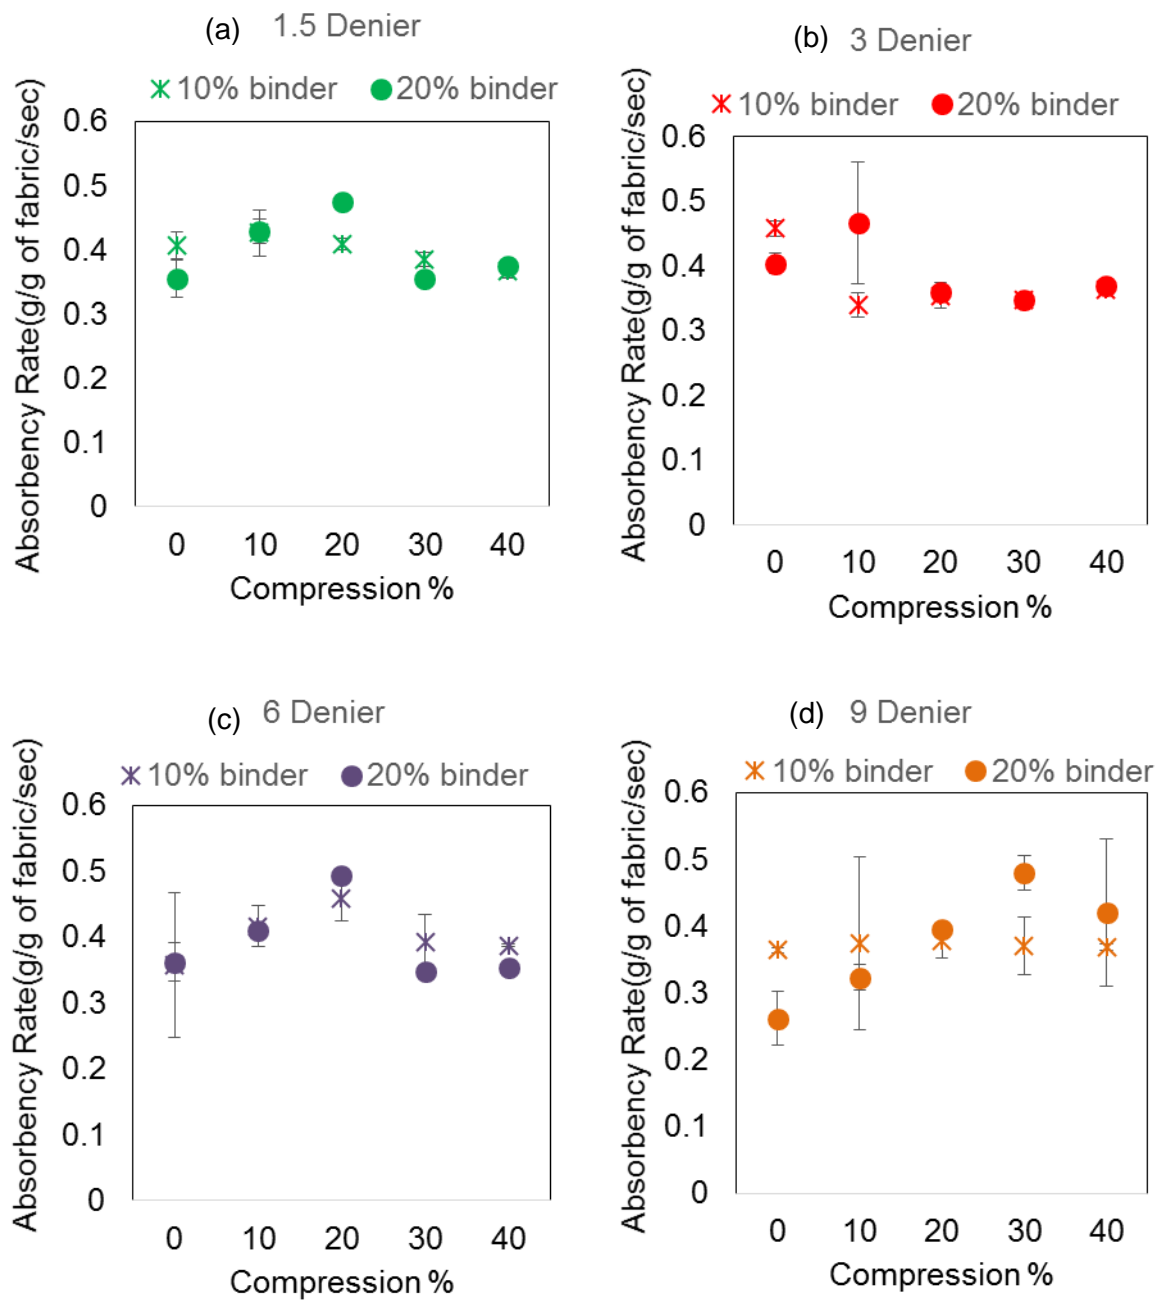 (a) 1.5 Denier
10% binder 20% binder
Absorbency Rate(g/g of fabric/sec)
0.6
0.5
0.4
0.3
0.2
0.1
0
0 10 20 30 40
Compression %
(b) 3 Denier
10% binder 20% binder
Absorbency Rate(g/g of fabric/sec)
0.6
0.5
0.4
0.3
0.2
0.1
0
0 10 20 30 40
Compression %
(c) 6 Denier
10% binder 20% binder
Absorbency Rate(g/g of fabric/sec)
0.6
0.5
0.4
0.3
0.2
0.1
0
0 10 20 30 40
Compression %
(d) 9 Denier
10% binder 20% binder
Absorbency Rate(g/g of fabric/sec)
0.6
0.5
0.4
0.3
0.2
0.1
0
0 10 20 30 40
Compression %